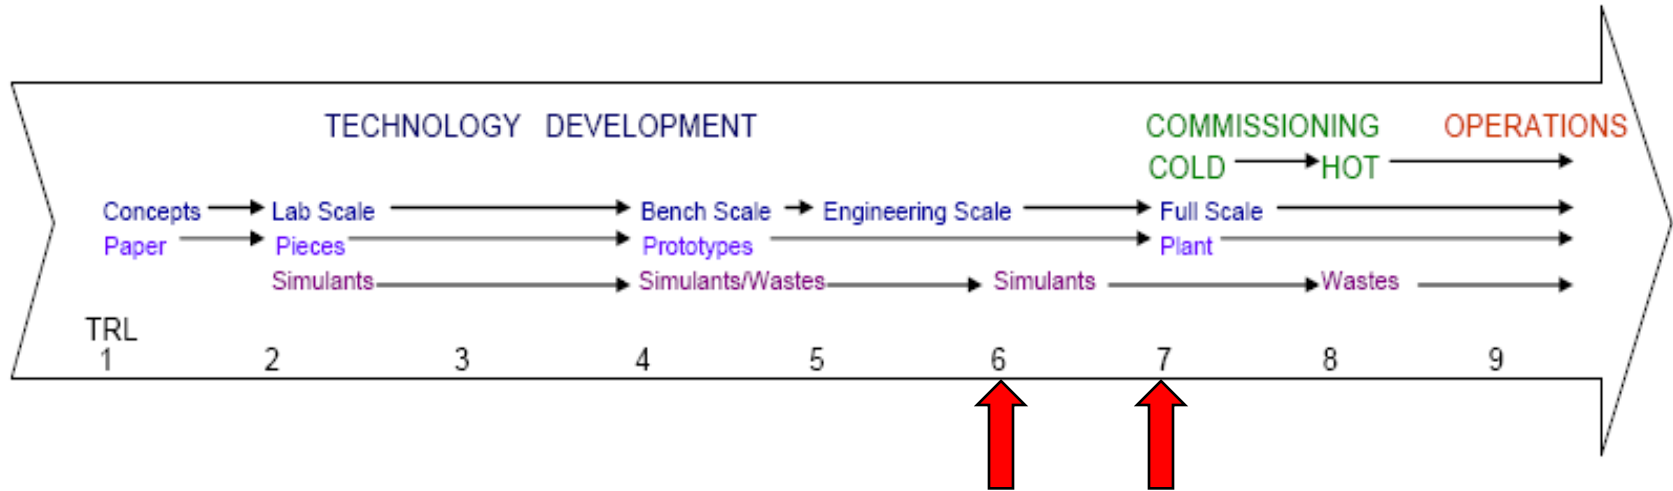 TECHNOLOGY DEVELOPMENT COMMISSIONING OPERATIONS
COLD HOT
Concepts Lab Scale Bench Scale Engineering Scale Full Scale
Paper Pieces Prototypes Plant
Simulants Simulants/Wastes Simulants Wastes
TRL
1 2 3 4 5 6 7 8 9